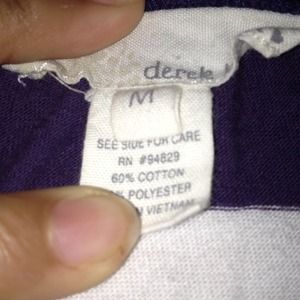 derek
M
SEE SIDE FOR CARE
RN #94829
60% COTTON
% POLYESTER
N VIETNAM